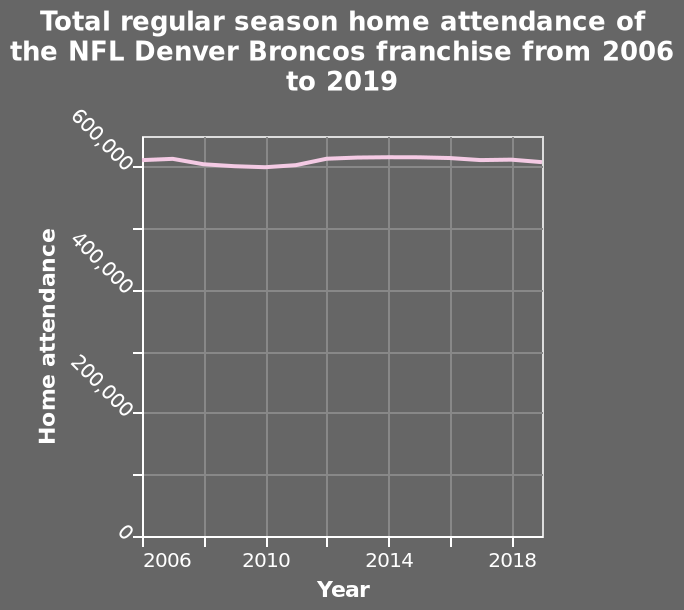 Total regular season home attendance of
the NFL Denver Broncos franchise from 2006
to 2019
600,000
400,000
200,000
0
Home attendance
2006 2010 2014 2018
Year